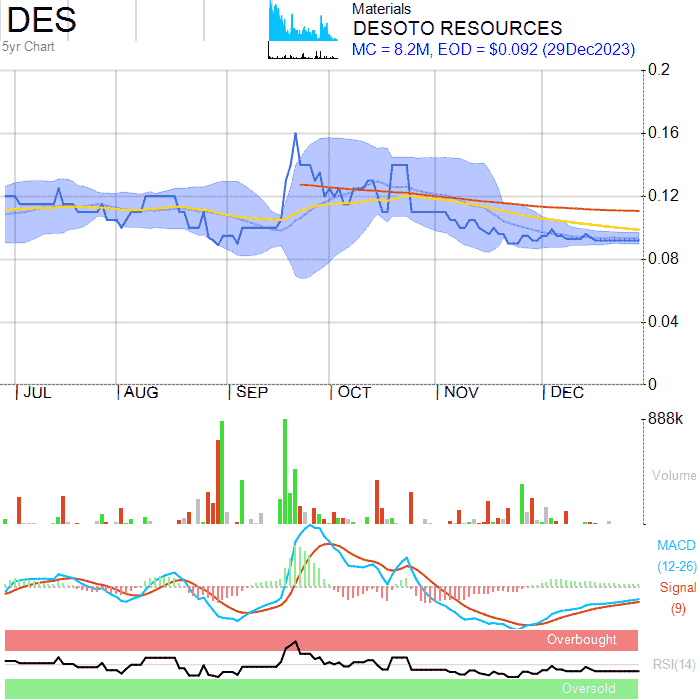 DES
5yr Chart
Materials
DESOTO RESOURCES
MC = 8.2M, EOD = $0.092 (29Dec2023)
0.2
0.16
0.12
0.08
0.04
0
JUL AUG SEP OCT NOV DEC
888k
Volume
MACD
(12-26)
Signal
(9)
Overbought
RSI(14)
Oversold